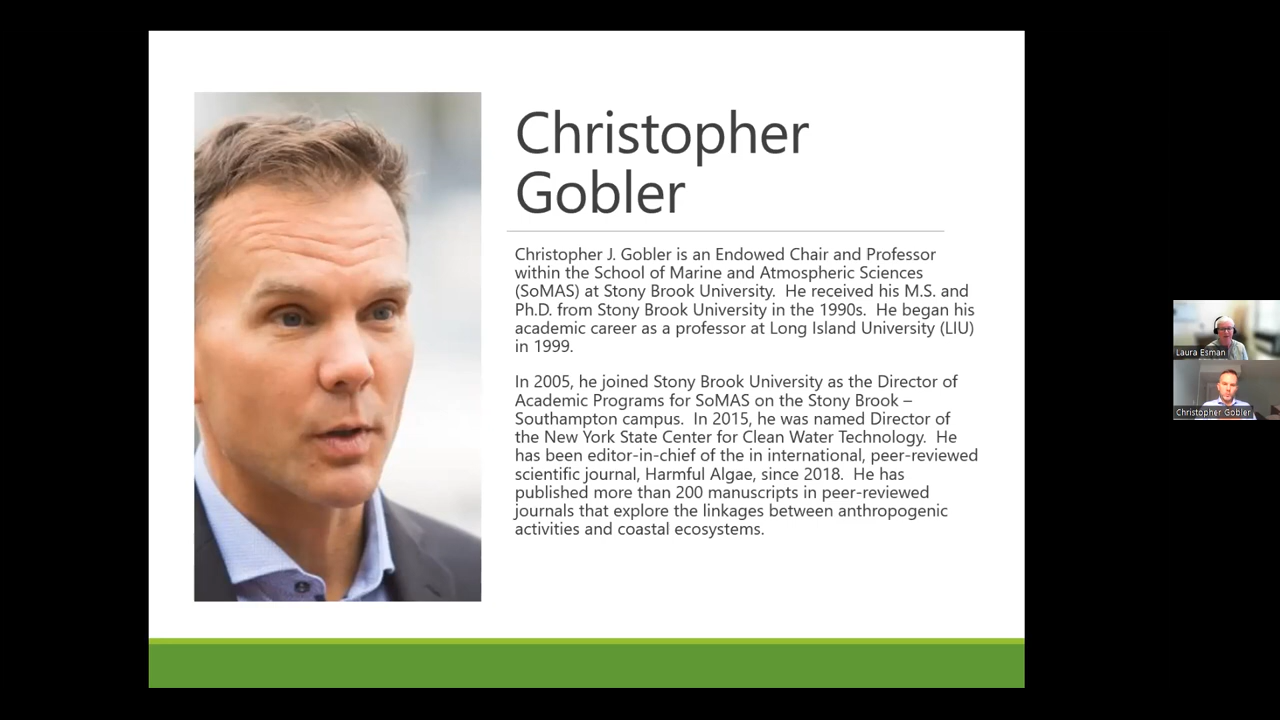 Christopher
Gobler
Christopher J. Gobler is an Endowed Chair and Professor
within the School of Marine and Atmospheric Sciences
(SoMAS) at Stony Brook University.  He received his M.S. and
Ph.D. from Stony Brook University in the 1990s.  He began his
academic career as a professor at Long Island University (LIU)
in 1999.
In 2005, he joined Stony Brook University as the Director of
Academic Programs for SoMAS on the Stony Brook –
Southampton campus.  In 2015, he was named Director of
the New York State Center for Clean Water Technology.  He
has been editor-in-chief of the in international, peer-reviewed
scientific journal, Harmful Algae, since 2018.  He has
published more than 200 manuscripts in peer-reviewed
journals that explore the linkages between anthropogenic
activities and coastal ecosystems.
Laura Esman
Christopher Gobler